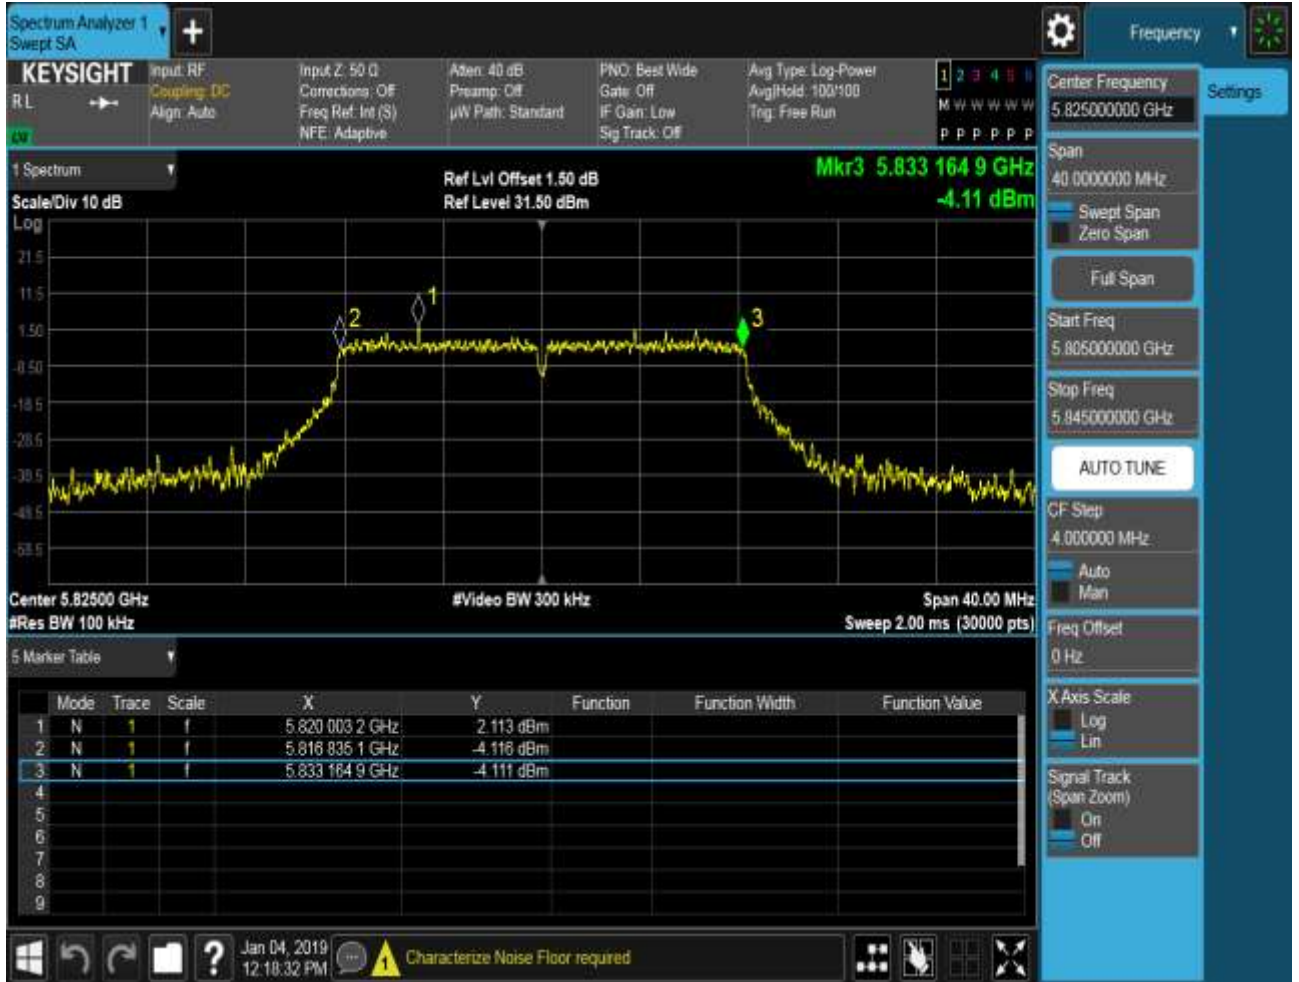 Spectrum Analyzer 1
Swept SA
+
Frequency
KEYSIGHT
R L
Input: RF
Coupling: DC
Align: Auto
Input Z: 50 Ω
Corrections: Off
Freq Ref: Int (S)
NFE: Adaptive
Atten: 40 dB
Preamp: Off
µW Path: Standard
PNO: Best Wide
Gate: Off
IF Gain: Low
Sig Track: Off
Avg Type: Log-Power
Avg|Hold: 100/100
Trig: Free Run
1 2 3 4 5 6
M W W W W W
P P P P P P
1 Spectrum
Scale/Div 10 dB
Ref Lvl Offset 1.50 dB
Ref Level 31.50 dBm
Mkr3 5.833 164 9 GHz
-4.11 dBm
Log
21.5
11.5
1.50
-8.50
-18.5
-28.5
-38.5
-48.5
-58.5
1
2
3
Center 5.82500 GHz
#Video BW 300 kHz
Span 40.00 MHz
#Res BW 100 kHz
Sweep 2.00 ms (30000 pts)
5 Marker Table
Mode Trace Scale X Y Function Function Width Function Value
1 N 1 f 5.820 003 2 GHz 2.113 dBm
2 N 1 f 5.816 835 1 GHz -4.116 dBm
3 N 1 f 5.833 164 9 GHz -4.111 dBm
4
5
6
7
8
9
Jan 04, 2019
12:18:32 PM
1
Characterize Noise Floor required
?
Settings
Center Frequency
5.825000000 GHz
Span
40.0000000 MHz
Swept Span
Zero Span
Full Span
Start Freq
5.805000000 GHz
Stop Freq
5.845000000 GHz
AUTO TUNE
CF Step
4.000000 MHz
Auto
Man
Freq Offset
0 Hz
X Axis Scale
Log
Lin
Signal Track
(Span Zoom)
On
Off